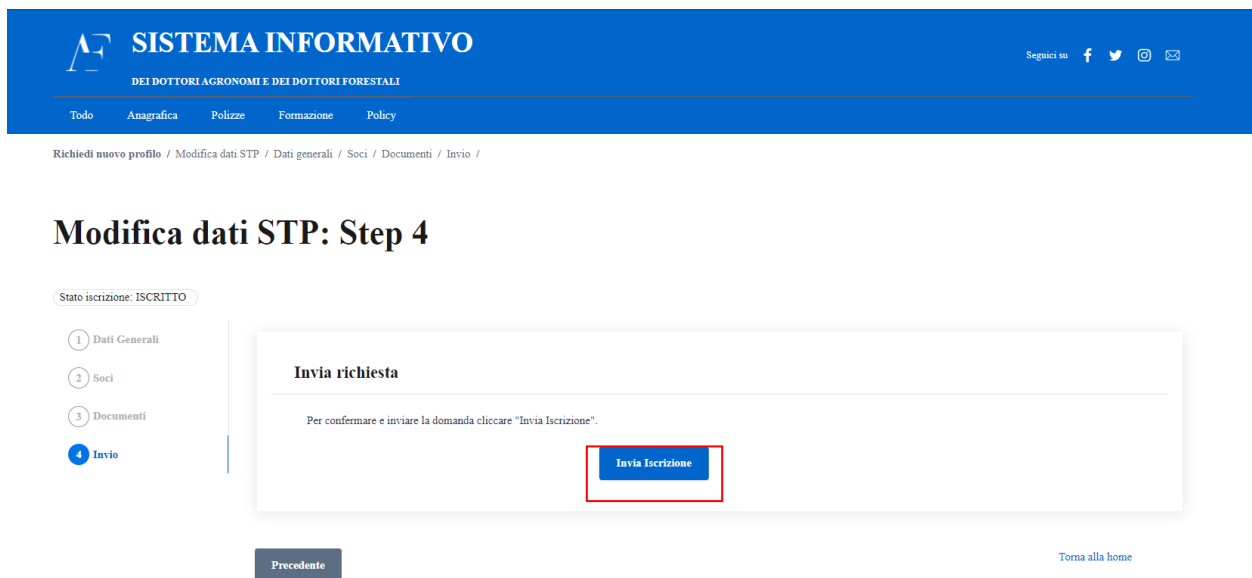 AF
SISTEMA INFORMATIVO
DEI DOTTORI AGRONOMI E DEI DOTTORI FORESTALI
Seguici su
Todo Anagrafica Polizze Formazione Policy
Richiedi nuovo profilo / Modifica dati STP / Dati generali / Soci / Documenti / Invio /
Modifica dati STP: Step 4
Stato iscrizione: ISCRITTO
1 Dati Generali
2 Soci
3 Documenti
4 Invio
Invia richiesta
Per confermare e inviare la domanda cliccare "Invia Iscrizione".
Invia Iscrizione
Precedente
Torna alla home